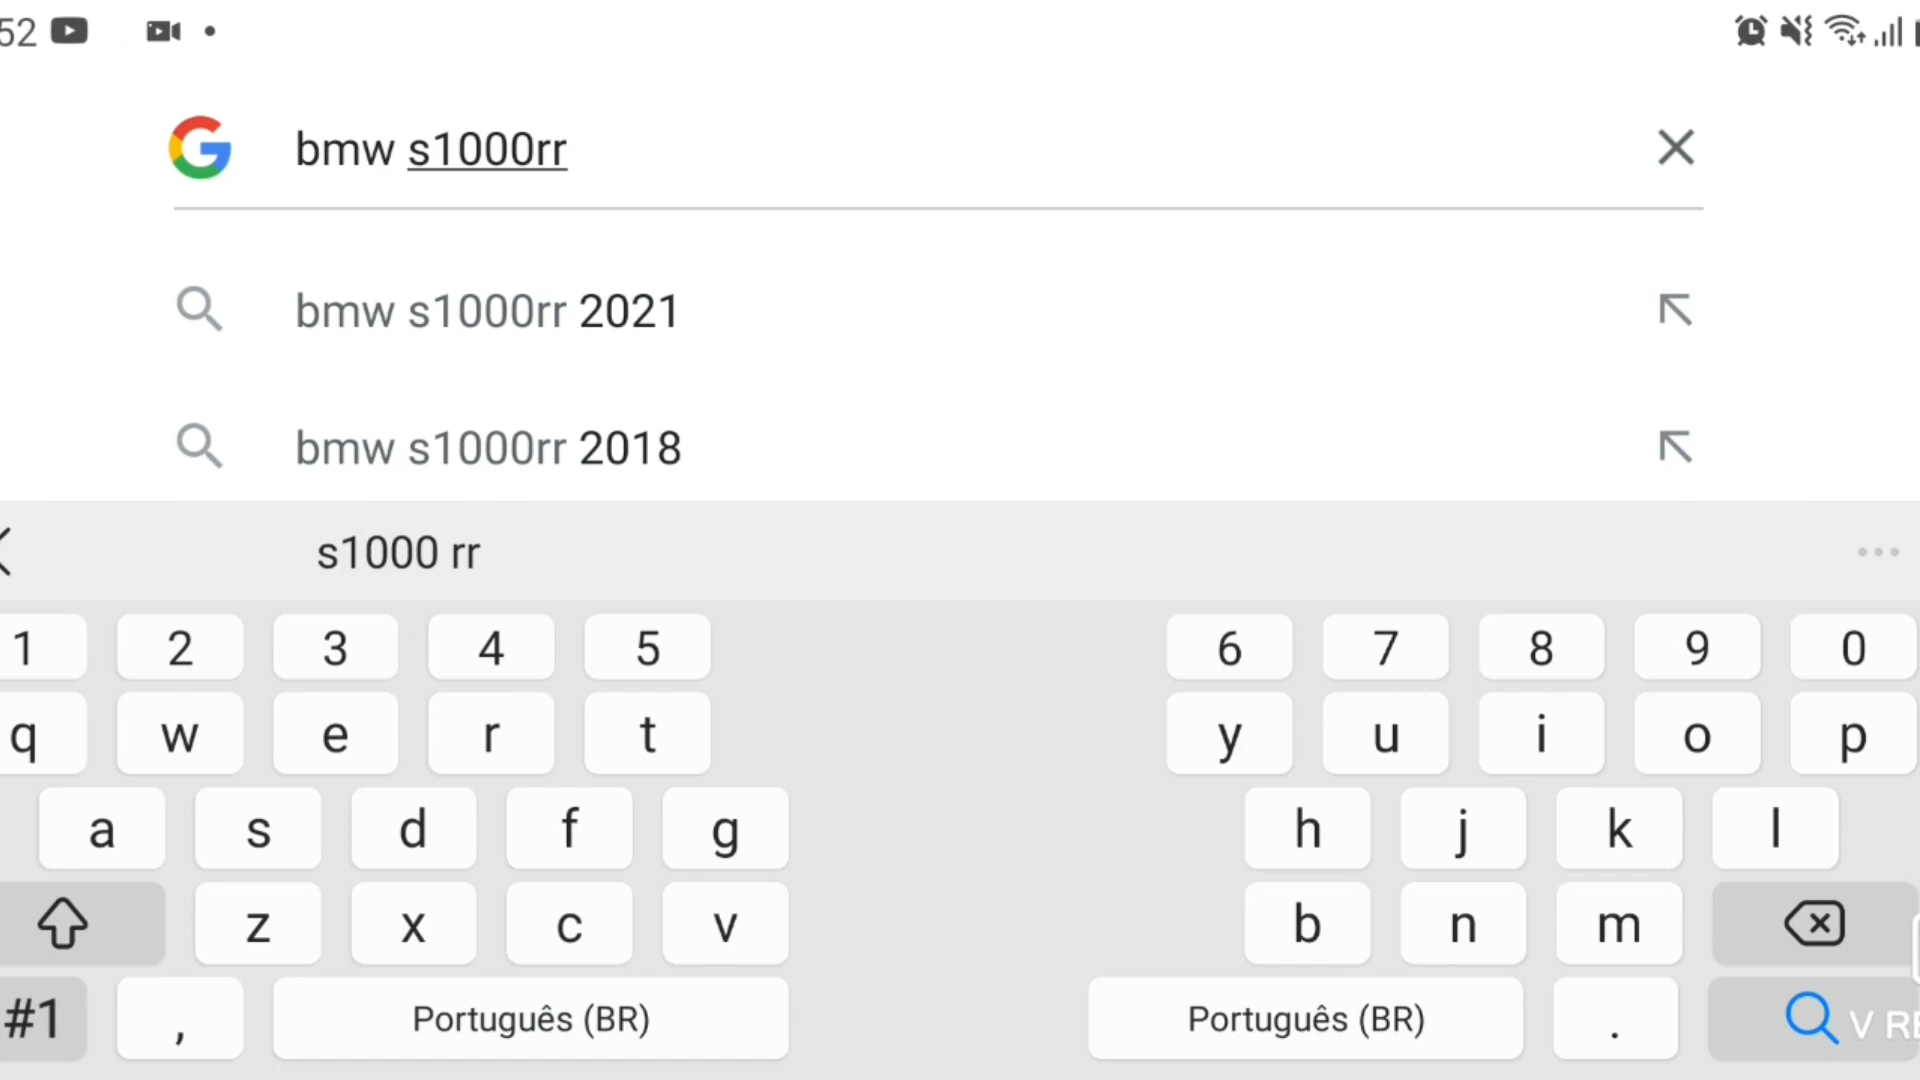 52
bmw s1000rr
bmw s1000rr 2021
bmw s1000rr 2018
s1000 rr
1 2 3 4 5 6 7 8 9 0
q w e r t y u i o p
a s d f g h j k l
z x c v b n m
#1 , Português (BR) Português (BR) .
V RE